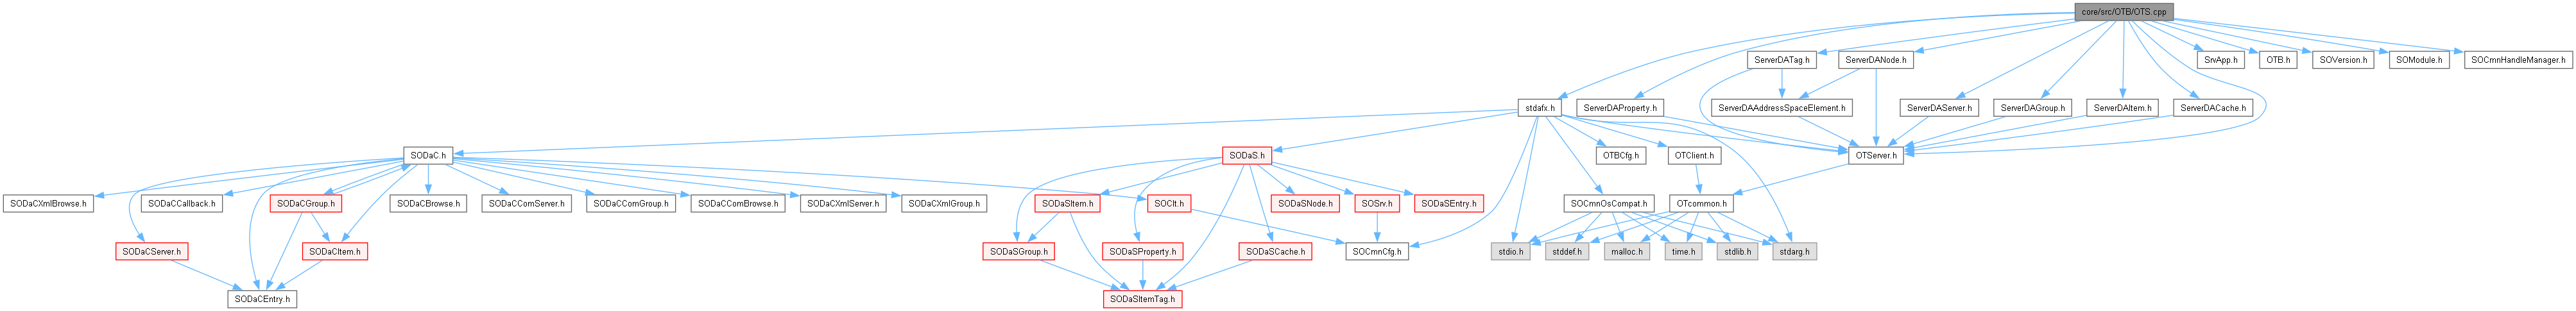 core/src/OTB/OTS.cpp
ServerDATag.h
ServerDANode.h
SrvApp.h
OTB.h
SOVersion.h
SOModule.h
SOCmnHandleManager.h
stdafx.h
ServerDAProperty.h
ServerDAAddressSpaceElement.h
ServerDAServer.h
ServerDAGroup.h
ServerDAItem.h
ServerDACache.h
SODaC.h
SODaS.h
OTBCfg.h
OTClient.h
OTServer.h
SODaCXmlBrowse.h
SODaCCallback.h
SODaCGroup.h
SODaCBrowse.h
SODaCComServer.h
SODaCComGroup.h
SODaCComBrowse.h
SODaCXmlServer.h
SODaCXmlGroup.h
SODaSItem.h
SOClt.h
SODaSNode.h
SOSrv.h
SODaSEntry.h
SOCmnOsCompat.h
OTcommon.h
SODaCServer.h
SODaCItem.h
SODaSGroup.h
SODaSProperty.h
SODaSCache.h
SOCmnCfg.h
stdio.h
stddef.h
malloc.h
time.h
stdlib.h
stdarg.h
SODaCEntry.h
SODaSItemTag.h